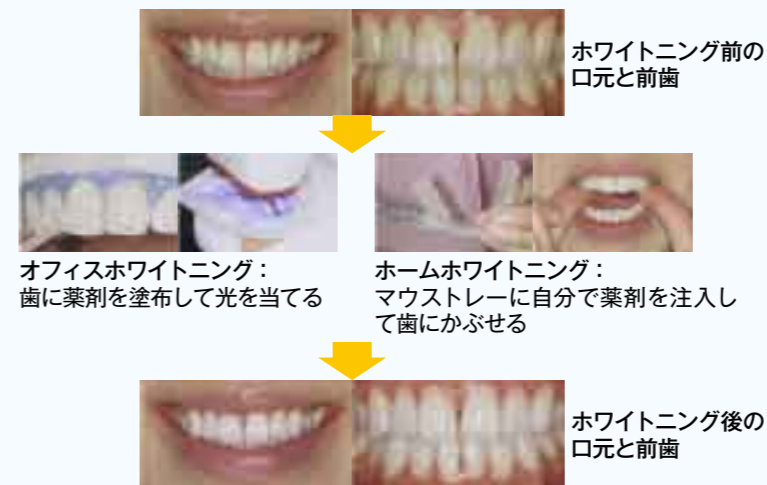 ホワイトニング前の
口元と前歯
オフィスホワイトニング：
歯に薬剤を塗布して光を当てる
ホームホワイトニング：
マウストレーに自分で薬剤を注入し
て歯にかぶせる
ホワイトニング後の
口元と前歯